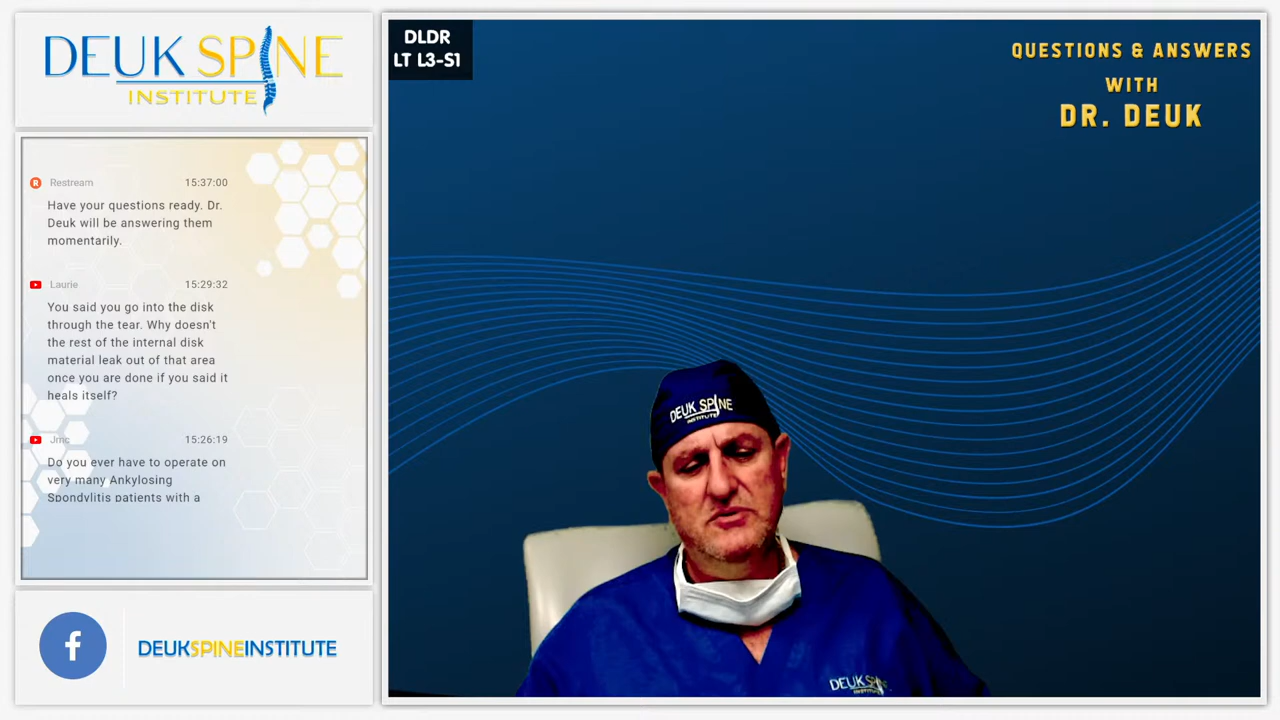 DEUK SPINE
INSTITUTE
Restream 15:37:00
Have your questions ready. Dr.
Deuk will be answering them
momentarily.
Laurie 15:29:32
You said you go into the disk
through the tear. Why doesn't
the rest of the internal disk
material leak out of that area
once you are done if you said it
heals itself?
Jmc 15:26:19
Do you ever have to operate on
very many Ankylosing
Spondylitis patients with a
DEUKSPINEINSTITUTE
DLDR
LT L3-S1
QUESTIONS & ANSWERS
WITH
DR. DEUK
DEUK SPINE
INSTITUTE
DEUK SPINE
INSTITUTE